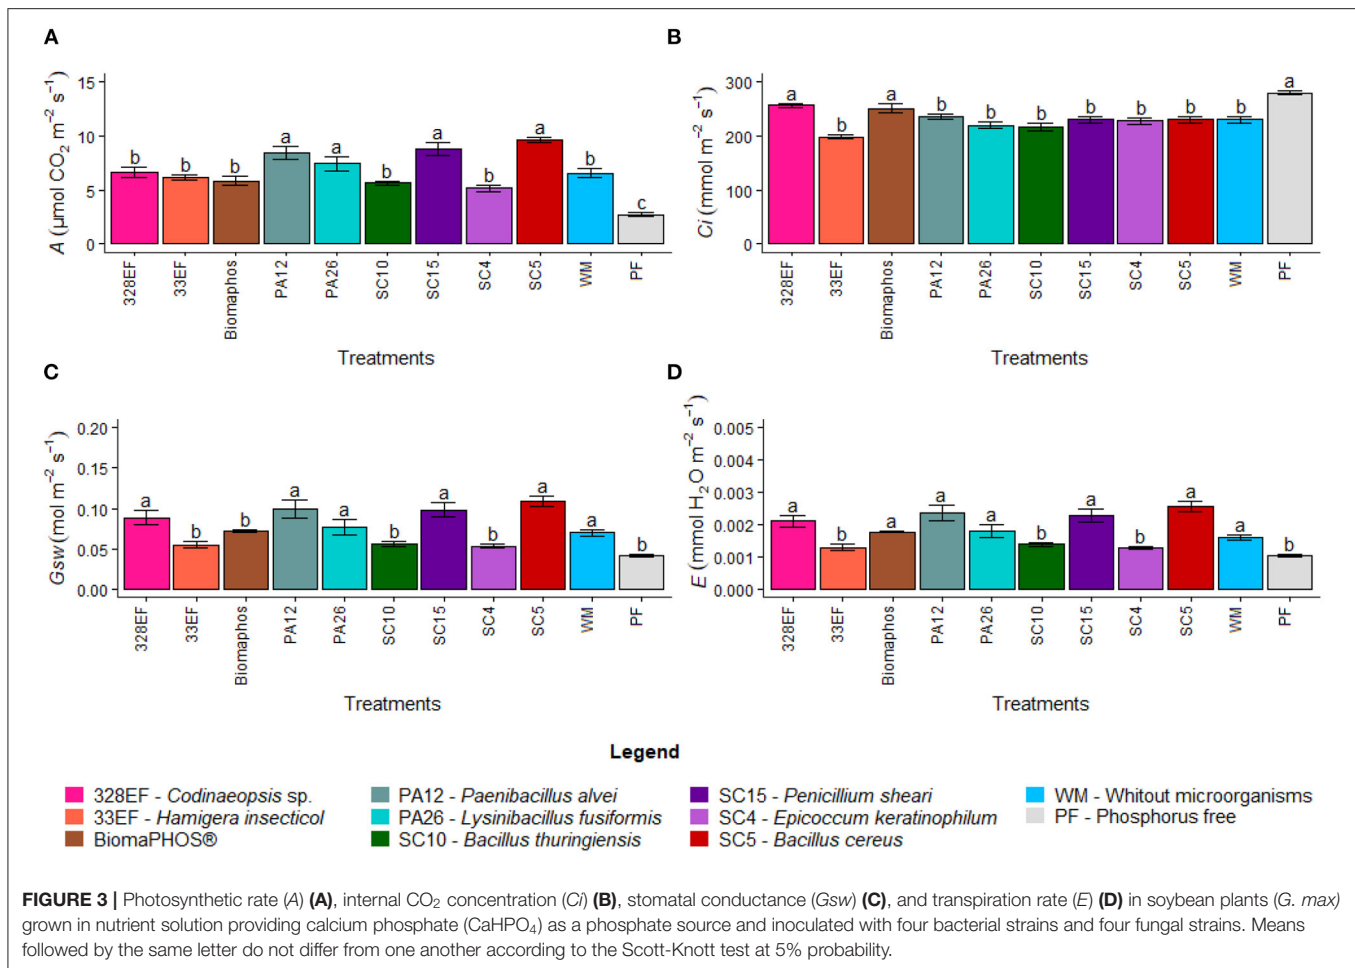 A
A (μmol CO₂ m⁻² s⁻¹)
15
10
5
0
b b b a a b a b a b c
328EF 33EF Biomaphos PA12 PA26 SC10 SC15 SC4 SC5 WM PF
Treatments
B
Ci (mmol m⁻² s⁻¹)
300
200
100
0
a b a b b b b b b b a
328EF 33EF Biomaphos PA12 PA26 SC10 SC15 SC4 SC5 WM PF
Treatments
C
Gsw (mol m⁻² s⁻¹)
0.20
0.15
0.10
0.05
0.00
a b b a a b a b a a b
328EF 33EF Biomaphos PA12 PA26 SC10 SC15 SC4 SC5 WM PF
Treatments
D
E (mmol H₂O m⁻² s⁻¹)
0.005
0.004
0.003
0.002
0.001
0.000
a b a a a b a b a a b
328EF 33EF Biomaphos PA12 PA26 SC10 SC15 SC4 SC5 WM PF
Treatments
Legend
328EF - Codinaeopsis sp.
33EF - Hamigera insecticol
BiomaPHOS®
PA12 - Paenibacillus alvei
PA26 - Lysinibacillus fusiformis
SC10 - Bacillus thuringiensis
SC15 - Penicillium sheari
SC4 - Epicoccum keratinophilum
SC5 - Bacillus cereus
WM - Whitout microorganisms
PF - Phosphorus free
FIGURE 3 | Photosynthetic rate (A) (A), internal CO₂ concentration (Ci) (B), stomatal conductance (Gsw) (C), and transpiration rate (E) (D) in soybean plants (G. max)
grown in nutrient solution providing calcium phosphate (CaHPO₄) as a phosphate source and inoculated with four bacterial strains and four fungal strains. Means
followed by the same letter do not differ from one another according to the Scott-Knott test at 5% probability.